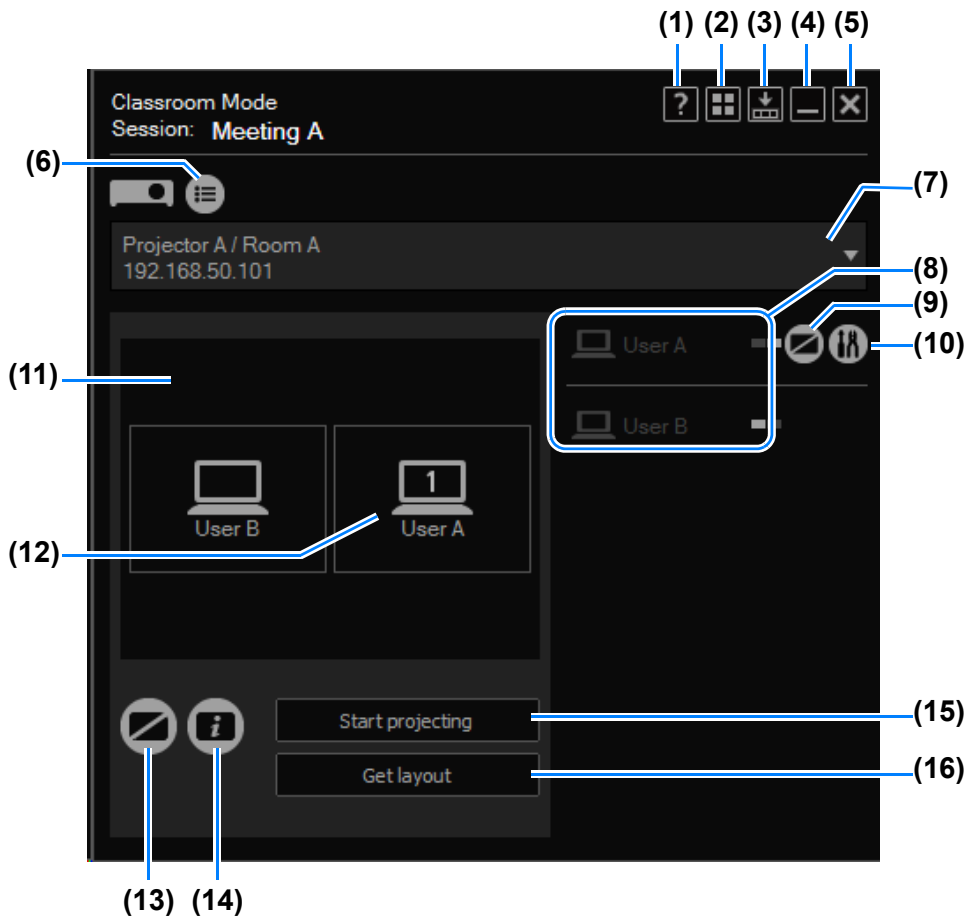 (1) (2) (3) (4) (5)
?
Classroom Mode
Session: Meeting A
(6)
(7)
Projector A / Room A
192.168.50.101
(8)
(9)
User A
(10)
(11)
User B
1
User B
User A
(12)
i
Start projecting
(15)
Get layout
(16)
(13) (14)